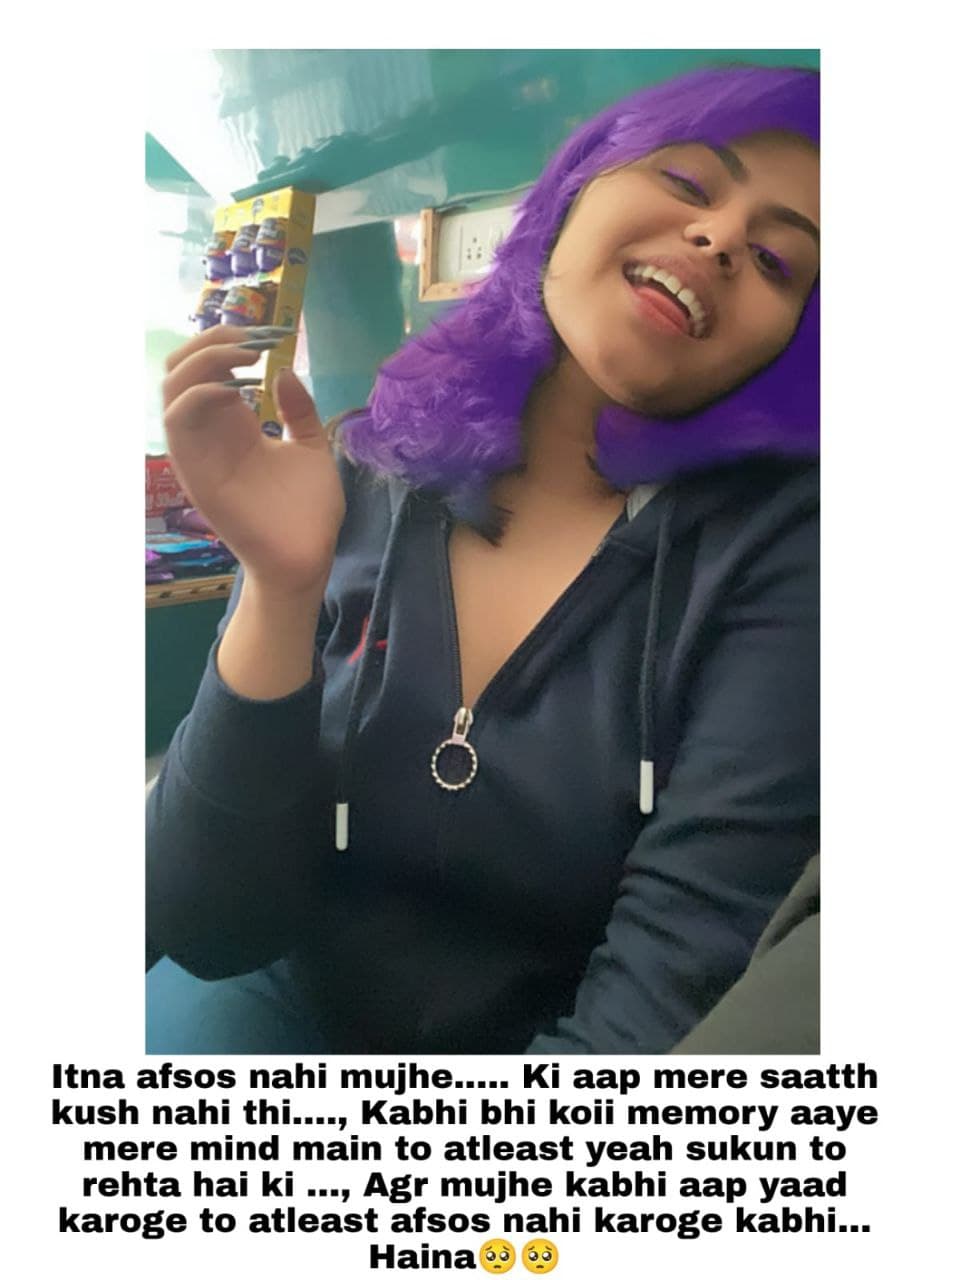 Itna afsos nahi mujhe..... Ki aap mere saatth
kush nahi thi...., Kabhi bhi koii memory aaye
mere mind main to atleast yeah sukun to
rehta hai ki ..., Agr mujhe kabhi aap yaad
karoge to atleast afsos nahi karoge kabhi...
Haina🥺🥺